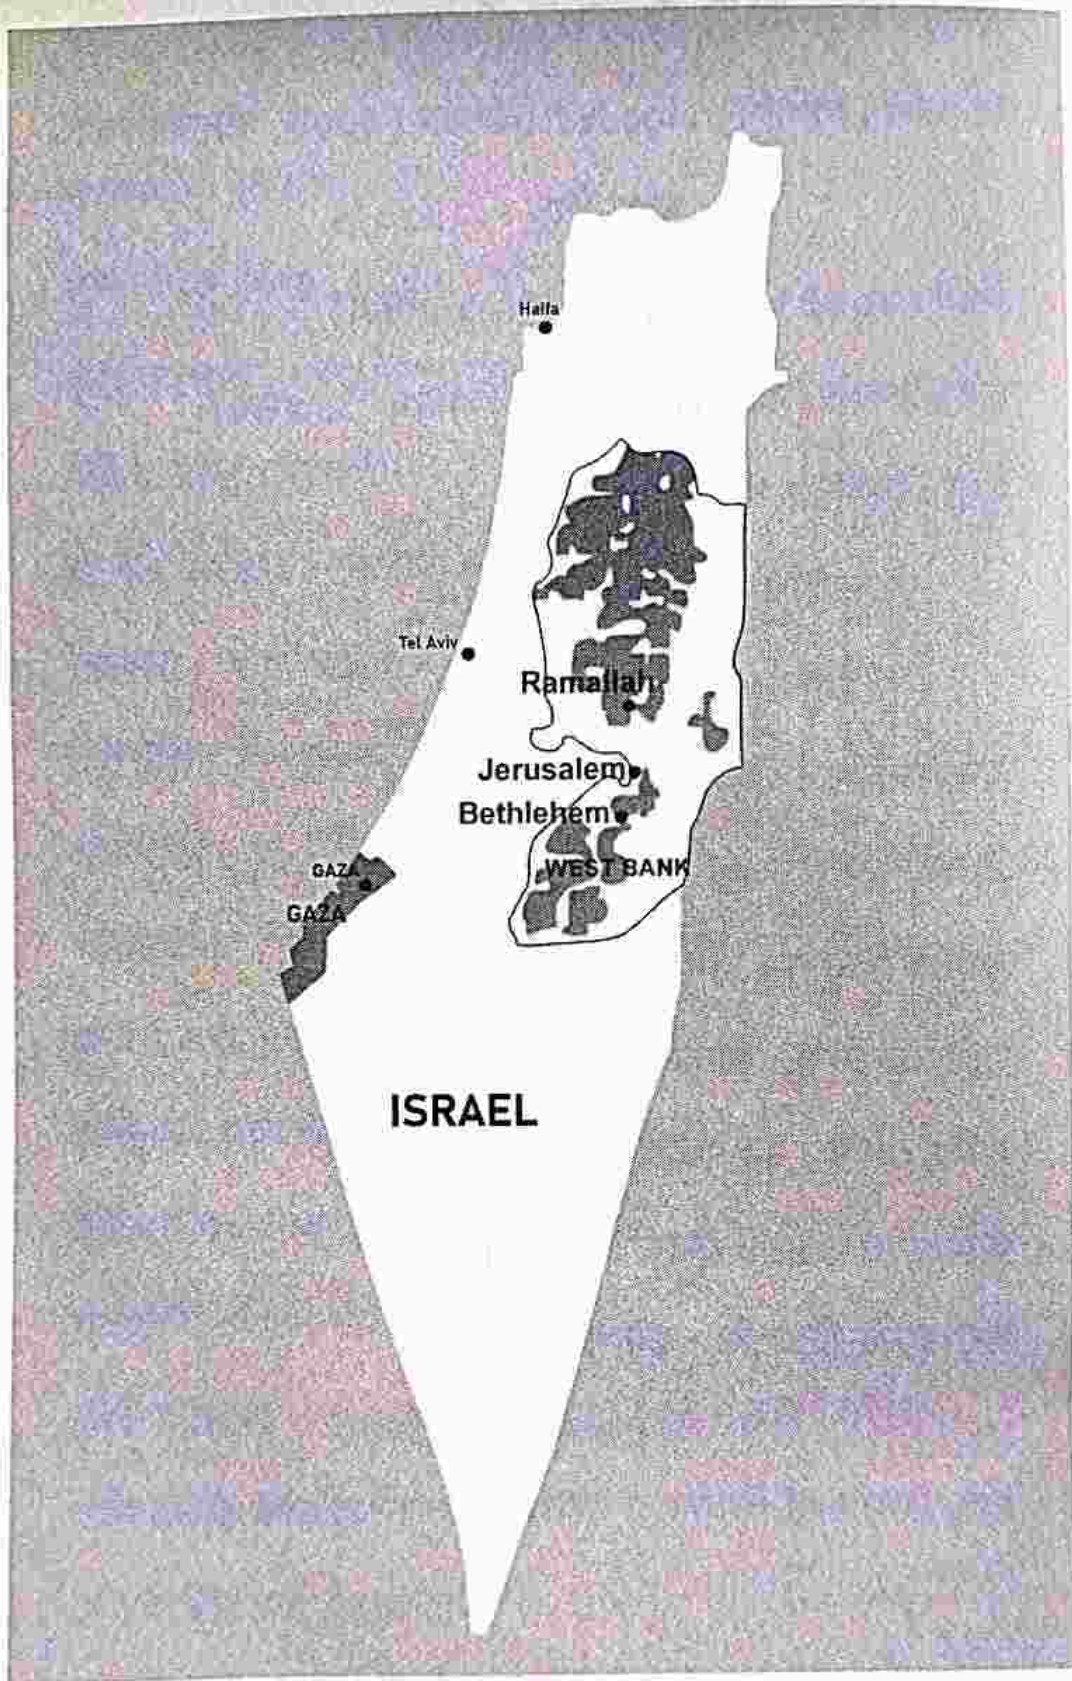 Haifa
Tel Aviv
Ramallah
Jerusalem
Bethlehem
WEST BANK
GAZA
GAZA
ISRAEL